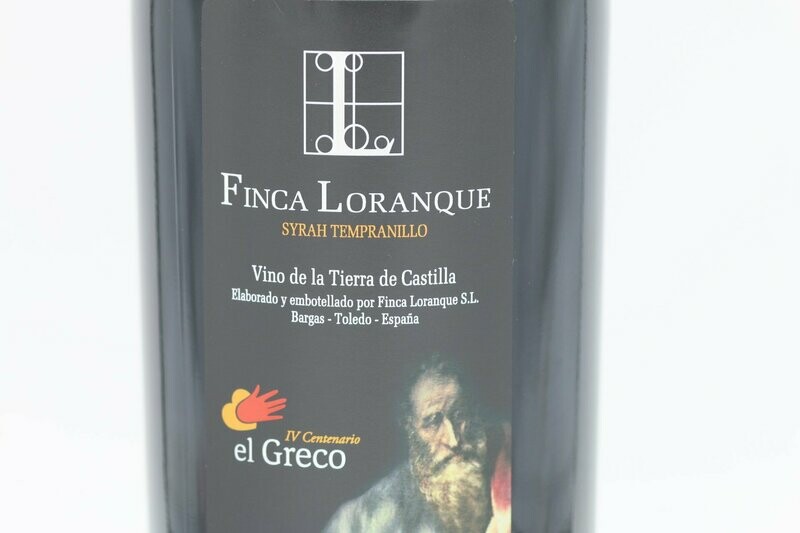 L
FINCA LORANQUE
SYRAH TEMPRANILLO
Vino de la Tierra de Castilla
Elaborado y embotellado por Finca Loranque S.L.
Bargas - Toledo - España
IV Centenario
el Greco